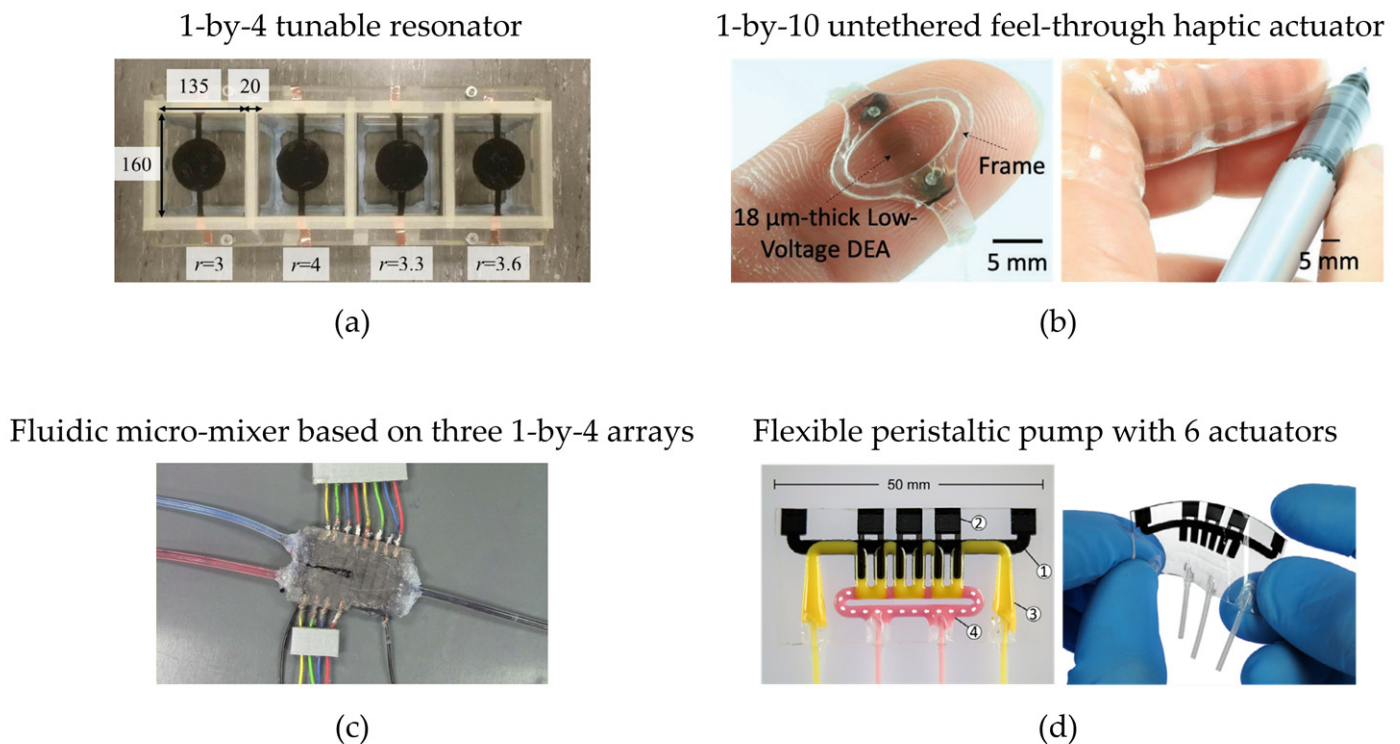 1-by-4 tunable resonator
135
20
160
r=3
r=4
r=3.3
r=3.6
(a)
1-by-10 untethered feel-through haptic actuator
Frame
18 µm-thick Low-
Voltage DEA
5 mm
5 mm
(b)
Fluidic micro-mixer based on three 1-by-4 arrays
(c)
Flexible peristaltic pump with 6 actuators
50 mm
②
①
③
④
(d)